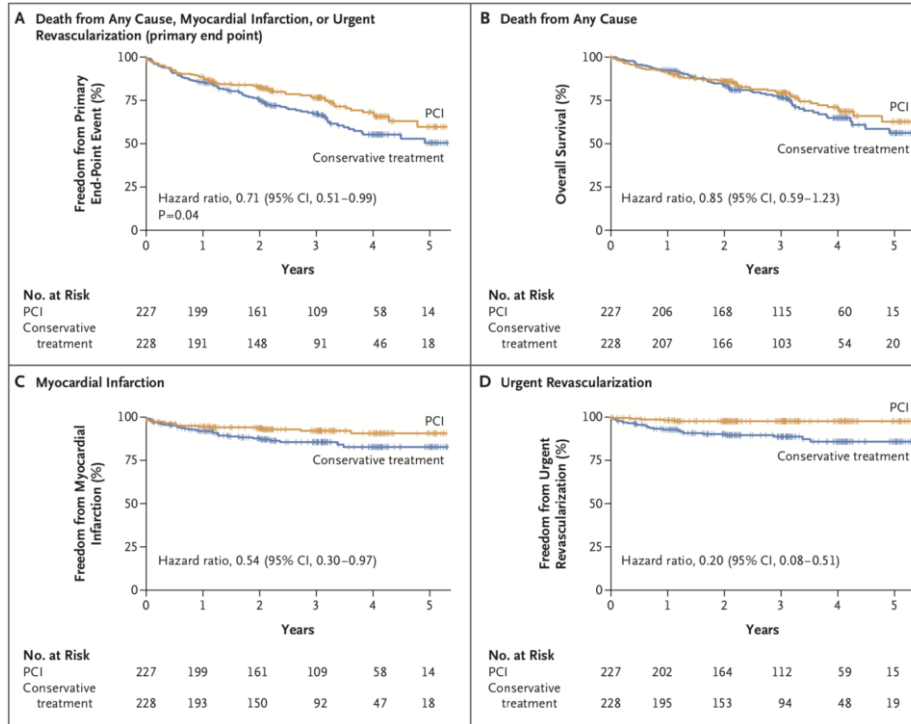 A Death from Any Cause, Myocardial Infarction, or Urgent
Revascularization (primary end point)
Freedom from Primary
End-Point Event (%)
100
75
50
25
0
PCI
Conservative treatment
Hazard ratio, 0.71 (95% CI, 0.51–0.99)
P=0.04
0 1 2 3 4 5
Years
No. at Risk
PCI 227 199 161 109 58 14
Conservative
treatment 228 191 148 91 46 18
B Death from Any Cause
Overall Survival (%)
100
75
50
25
0
PCI
Conservative treatment
Hazard ratio, 0.85 (95% CI, 0.59–1.23)
0 1 2 3 4 5
Years
No. at Risk
PCI 227 206 168 115 60 15
Conservative
treatment 228 207 166 103 54 20
C Myocardial Infarction
Freedom from Myocardial
Infarction (%)
100
75
50
25
0
PCI
Conservative treatment
Hazard ratio, 0.54 (95% CI, 0.30–0.97)
0 1 2 3 4 5
Years
No. at Risk
PCI 227 199 161 109 58 14
Conservative
treatment 228 193 150 92 47 18
D Urgent Revascularization
Freedom from Urgent
Revascularization (%)
100
75
50
25
0
PCI
Conservative treatment
Hazard ratio, 0.20 (95% CI, 0.08–0.51)
0 1 2 3 4 5
Years
No. at Risk
PCI 227 202 164 112 59 15
Conservative
treatment 228 195 153 94 48 19